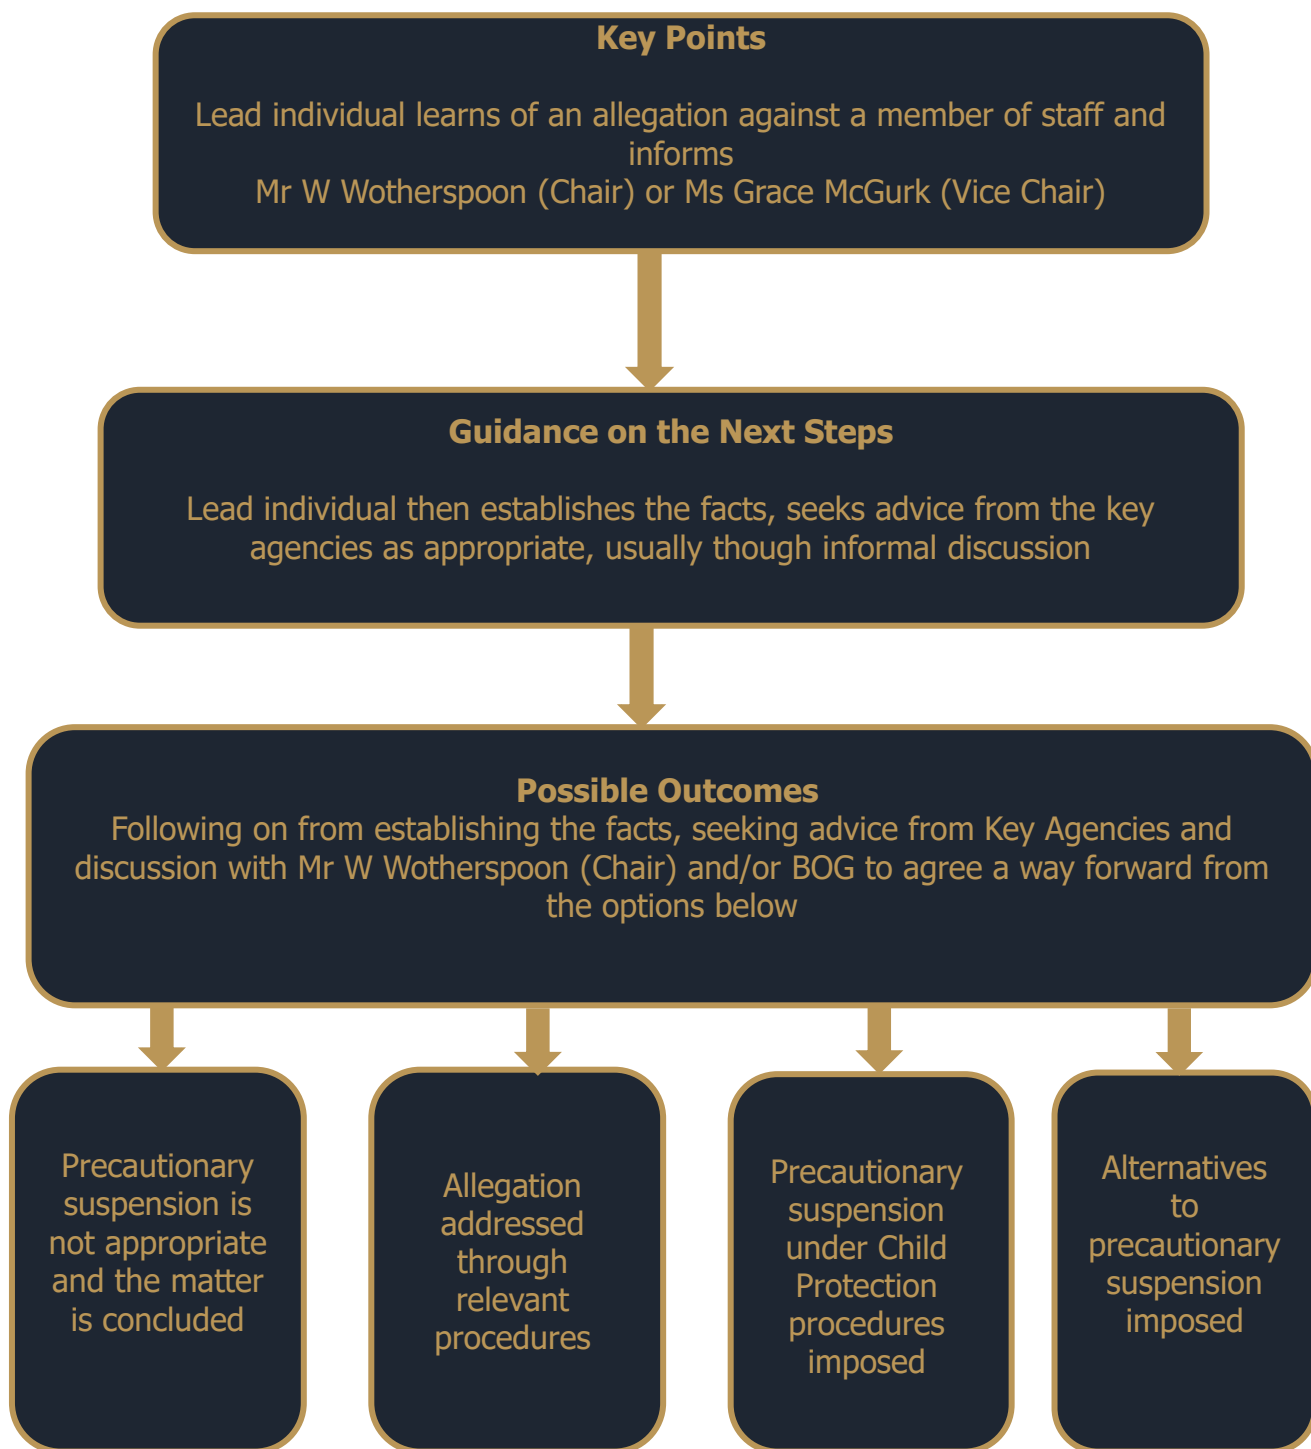 Key Points
Lead individual learns of an allegation against a member of staff and
informs
Mr W Wotherspoon (Chair) or Ms Grace McGurk (Vice Chair)
Guidance on the Next Steps
Lead individual then establishes the facts, seeks advice from the key
agencies as appropriate, usually though informal discussion
Possible Outcomes
Following on from establishing the facts, seeking advice from Key Agencies and
discussion with Mr W Wotherspoon (Chair) and/or BOG to agree a way forward from
the options below
Precautionary
suspension is
not appropriate
and the matter
is concluded
Allegation
addressed
through
relevant
procedures
Precautionary
suspension
under Child
Protection
procedures
imposed
Alternatives
to
precautionary
suspension
imposed